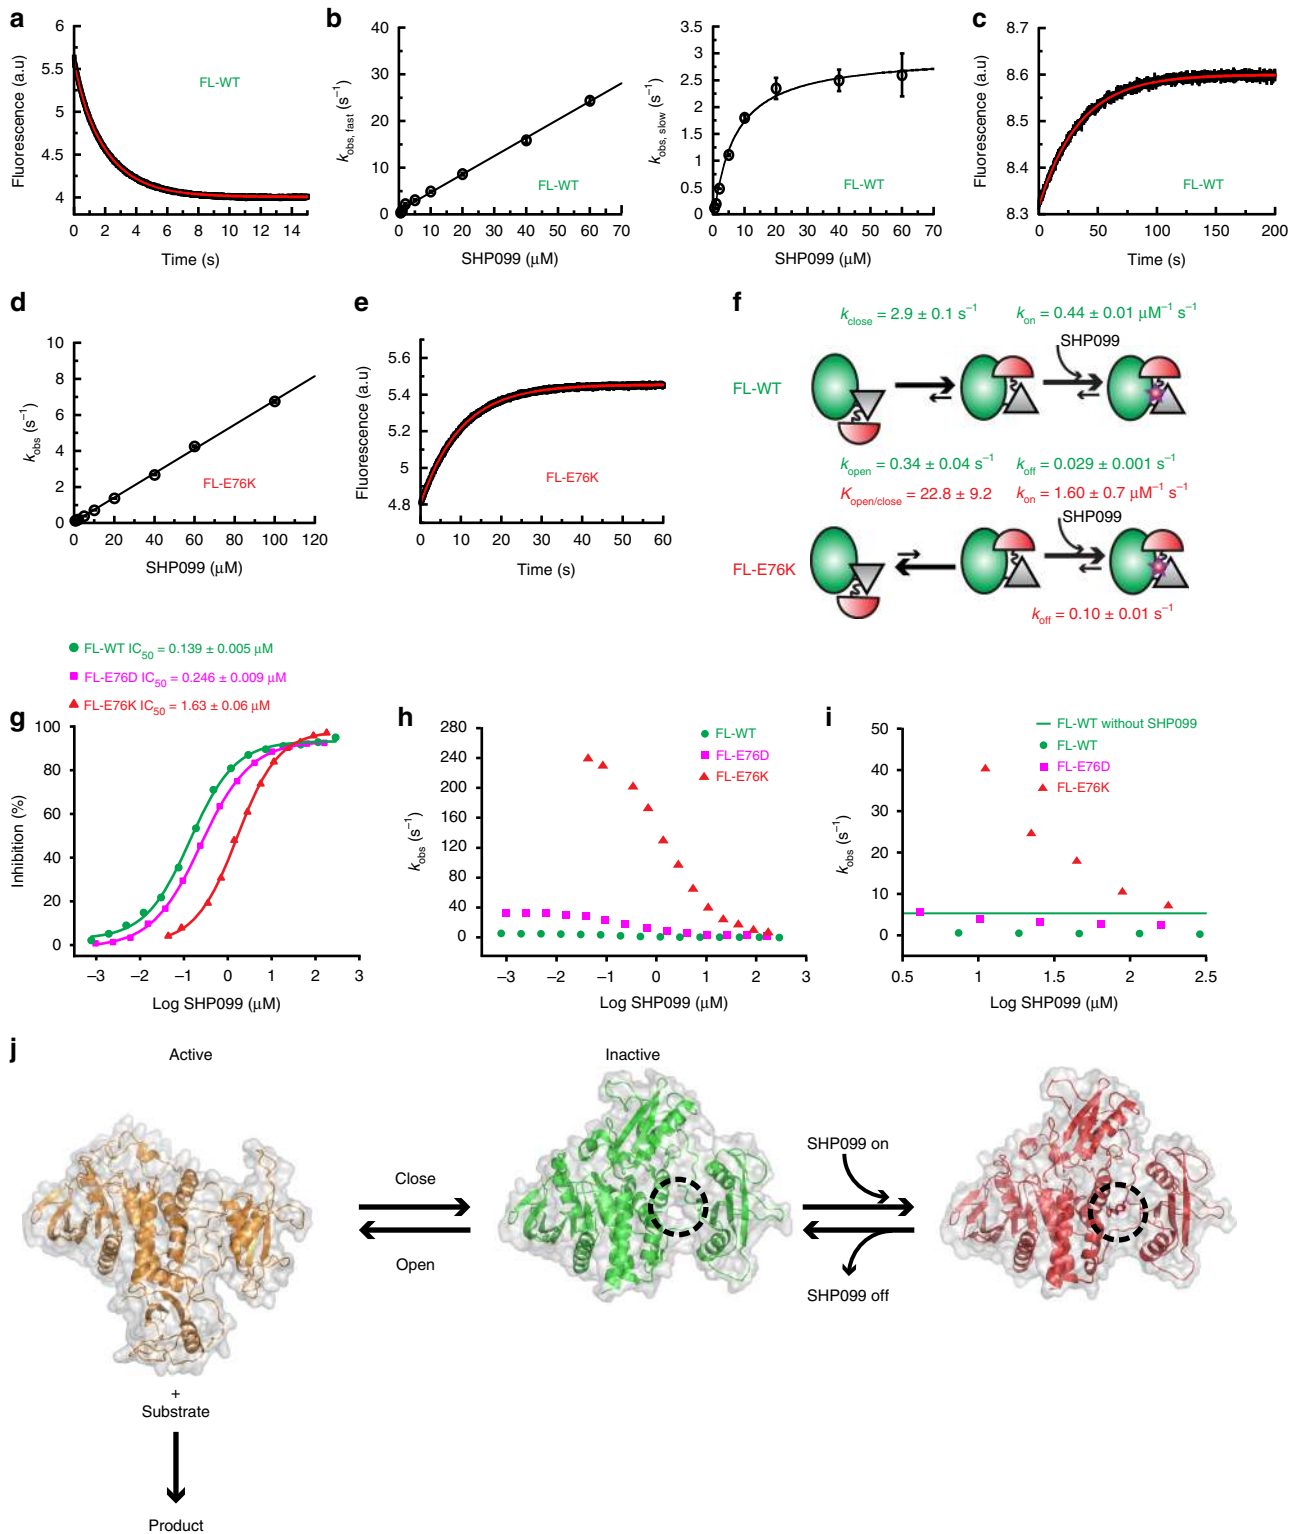 a
b
c
6
5.5
5
4.5
4
Fluorescence (a.u)
FL-WT
0 2 4 6 8 10 12 14
Time (s)
40
30
20
10
0
k_obs, fast (s⁻¹)
FL-WT
0 10 20 30 40 50 60 70
SHP099 (μM)
3.5
3
2.5
2
1.5
1
0.5
0
k_obs, slow (s⁻¹)
FL-WT
0 10 20 30 40 50 60 70
SHP099 (μM)
8.7
8.6
8.5
8.4
8.3
Fluorescence (a.u)
FL-WT
0 50 100 150 200
Time (s)
d
e
f
10
8
6
4
2
0
k_obs (s⁻¹)
FL-E76K
0 20 40 60 80 100 120
SHP099 (μM)
5.6
5.4
5.2
5
4.8
Fluorescence (a.u)
FL-E76K
0 10 20 30 40 50 60
Time (s)
k_close = 2.9 ± 0.1 s⁻¹
k_on = 0.44 ± 0.01 μM⁻¹ s⁻¹
SHP099
FL-WT
k_open = 0.34 ± 0.04 s⁻¹
k_off = 0.029 ± 0.001 s⁻¹
K_open/close = 22.8 ± 9.2
k_on = 1.60 ± 0.7 μM⁻¹ s⁻¹
SHP099
FL-E76K
k_off = 0.10 ± 0.01 s⁻¹
FL-WT IC₅₀ = 0.139 ± 0.005 μM
FL-E76D IC₅₀ = 0.246 ± 0.009 μM
FL-E76K IC₅₀ = 1.63 ± 0.06 μM
g
h
i
100
80
60
40
20
0
Inhibition (%)
−3 −2 −1 0 1 2 3
Log SHP099 (μM)
280
240
200
160
120
80
40
0
k_obs (s⁻¹)
FL-WT
FL-E76D
FL-E76K
−3 −2 −1 0 1 2 3
Log SHP099 (μM)
50
40
30
20
10
0
k_obs (s⁻¹)
FL-WT without SHP099
FL-WT
FL-E76D
FL-E76K
0.5 1 1.5 2 2.5
Log SHP099 (μM)
j
Active
Inactive
Close
Open
SHP099 on
SHP099 off
+
Substrate
Product